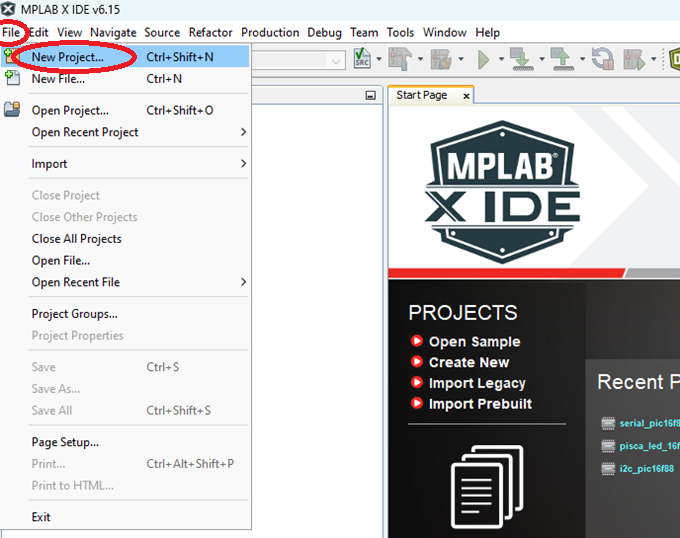 MPLAB X IDE v6.15
File Edit View Navigate Source Refactor Production Debug Team Tools Window Help
New Project... Ctrl+Shift+N
New File... Ctrl+N
Open Project... Ctrl+Shift+O
Open Recent Project
Import
Close Project
Close Other Projects
Close All Projects
Open File...
Open Recent File
Project Groups...
Project Properties
Save Ctrl+S
Save As...
Save All Ctrl+Shift+S
Page Setup...
Print... Ctrl+Alt+Shift+P
Print to HTML...
Exit
SRC
Start Page x
MPLAB®
X IDE
PROJECTS
Open Sample
Create New
Import Legacy
Import Prebuilt
Recent P
serial_pic16f8
pisca_led_16f
i2c_pic16f88